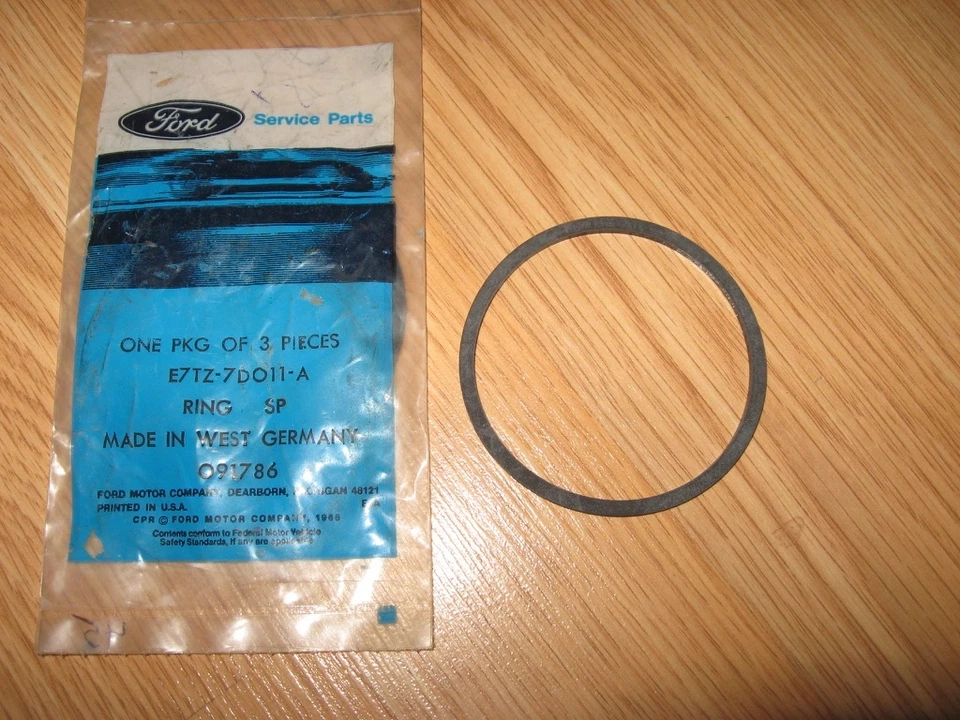 Ford Service Parts
ONE PKG OF 3 PIECES
E7TZ-7D011-A
RING SP
MADE IN WEST GERMANY
091786
FORD MOTOR COMPANY, DEARBORN, 48121
PRINTED IN U.S.A.
CPR © FORD MOTOR COMPANY, 1966
Contents conform to Federal Motor Vehicle
Safety Standards, if any are applicable